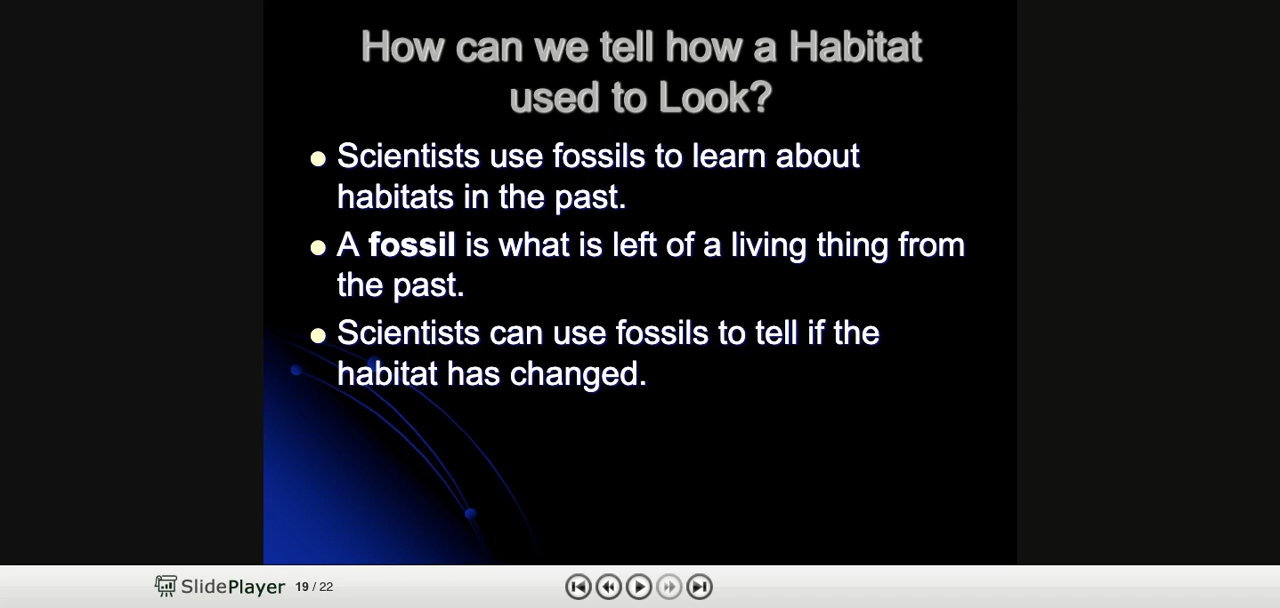 How can we tell how a Habitat
used to Look?
● Scientists use fossils to learn about
habitats in the past.
● A fossil is what is left of a living thing from
the past.
● Scientists can use fossils to tell if the
habitat has changed.
SlidePlayer 19 / 22